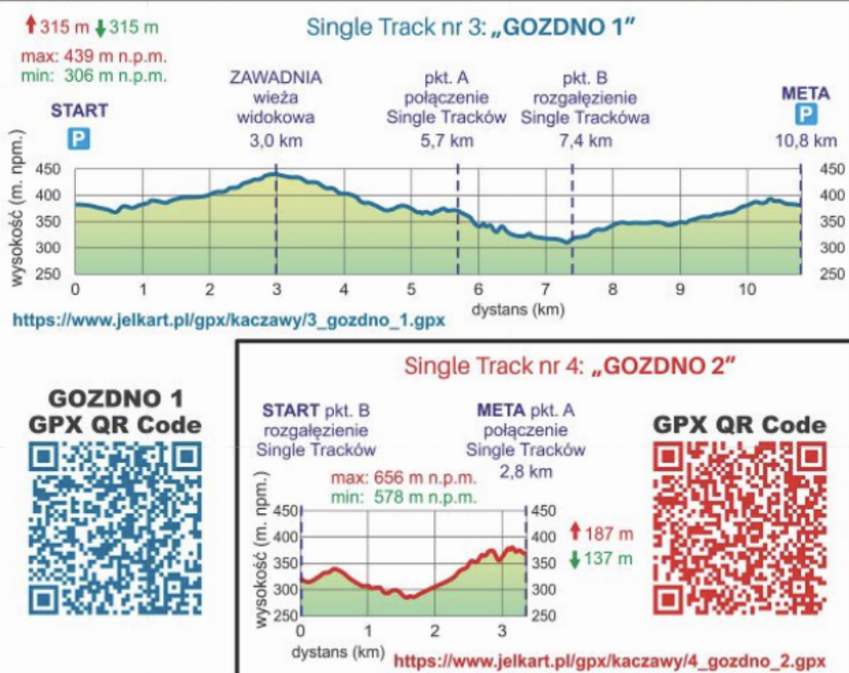 Single Track nr 3: „GOZDNO 1”
↑ 315 m ↓ 315 m
max: 439 m n.p.m.
min: 306 m n.p.m.
START
P
ZAWADNIA
wieża
widokowa
3,0 km
pkt. A
połączenie
Single Tracków
5,7 km
pkt. B
rozgałęzienie
Single Trackówa
7,4 km
META
P
10,8 km
wysokość (m. npm.)
450
400
350
300
250
450
400
350
300
250
0 1 2 3 4 5 6 7 8 9 10
dystans (km)
https://www.jelkart.pl/gpx/kaczawy/3_gozdno_1.gpx
GOZDNO 1
GPX QR Code
Single Track nr 4: „GOZDNO 2”
START pkt. B
rozgałęzienie
Single Tracków
META pkt. A
połączenie
Single Tracków
2,8 km
max: 656 m n.p.m.
min: 578 m n.p.m.
wysokość (m. npm.)
450
400
350
300
250
450
400
350
300
250
0 1 2 3
dystans (km)
↑ 187 m
↓ 137 m
GPX QR Code
https://www.jelkart.pl/gpx/kaczawy/4_gozdno_2.gpx